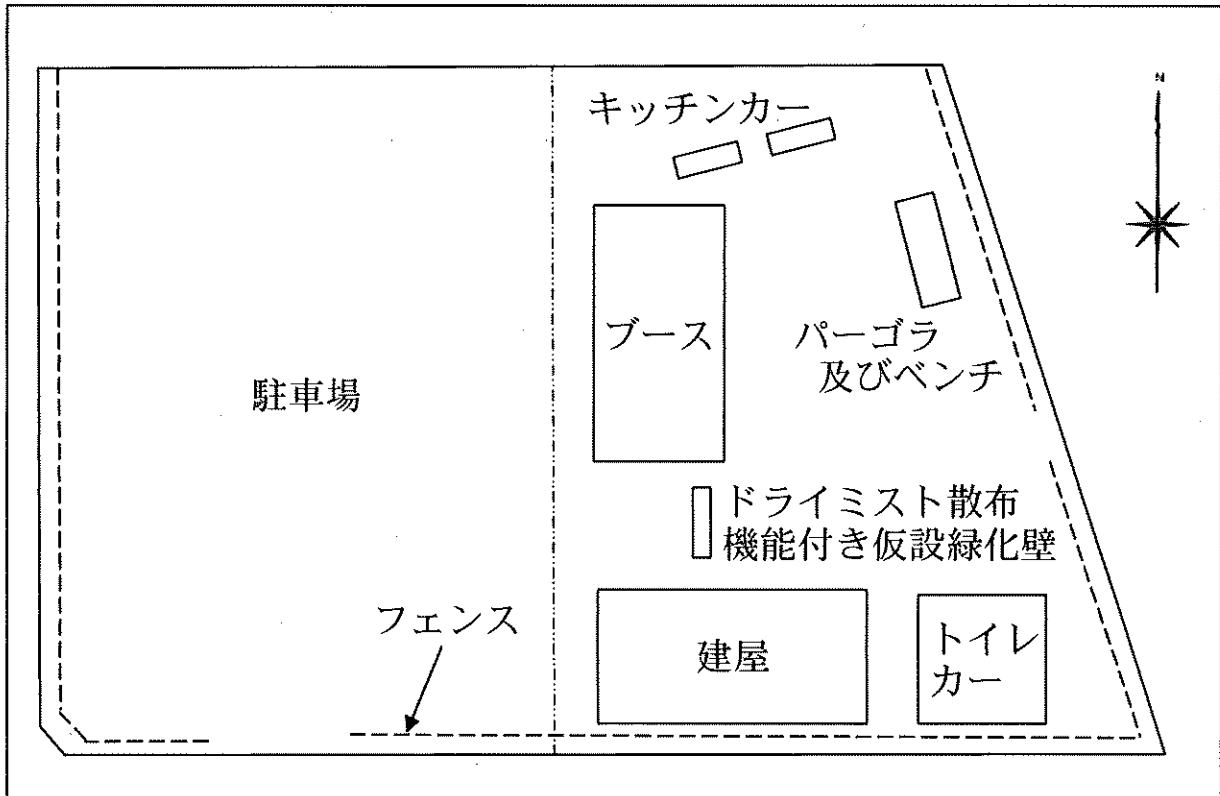 N
キッチンカー
ブース
パーゴラ
及びベンチ
駐車場
ドライミスト散布
機能付き仮設緑化壁
フェンス
建屋
トイレ
カー